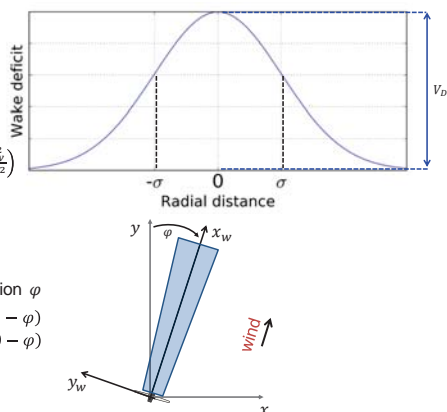 Wake deficit
V_D
-σ 0 σ
Radial distance
y
φ
x_w
ion φ
− φ)
− φ)
wind
y_w
x